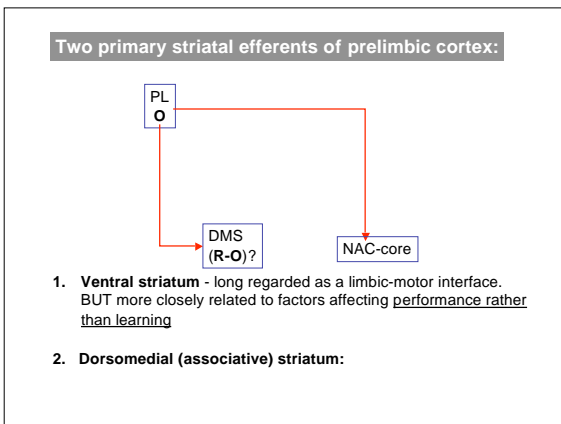 Two primary striatal efferents of prelimbic cortex:
PL
O
DMS
(R-O)?
NAC-core
1. Ventral striatum - long regarded as a limbic-motor interface.
BUT more closely related to factors affecting performance rather
than learning
2. Dorsomedial (associative) striatum: